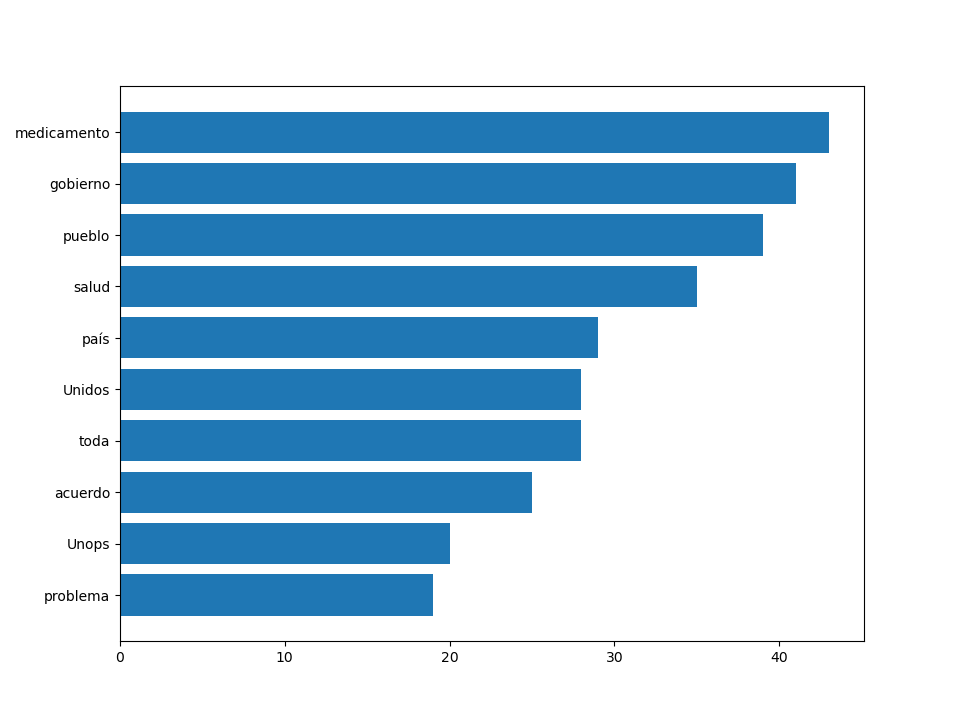 medicamento
gobierno
pueblo
salud
país
Unidos
toda
acuerdo
Unops
problema
0 10 20 30 40